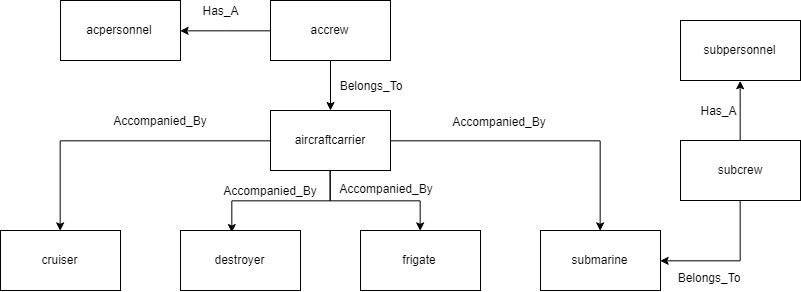 Has_A
acpersonnel
accrew
subpersonnel
Belongs_To
Has_A
Accompanied_By
Accompanied_By
aircraftcarrier
subcrew
Accompanied_By
Accompanied_By
cruiser
destroyer
frigate
submarine
Belongs_To